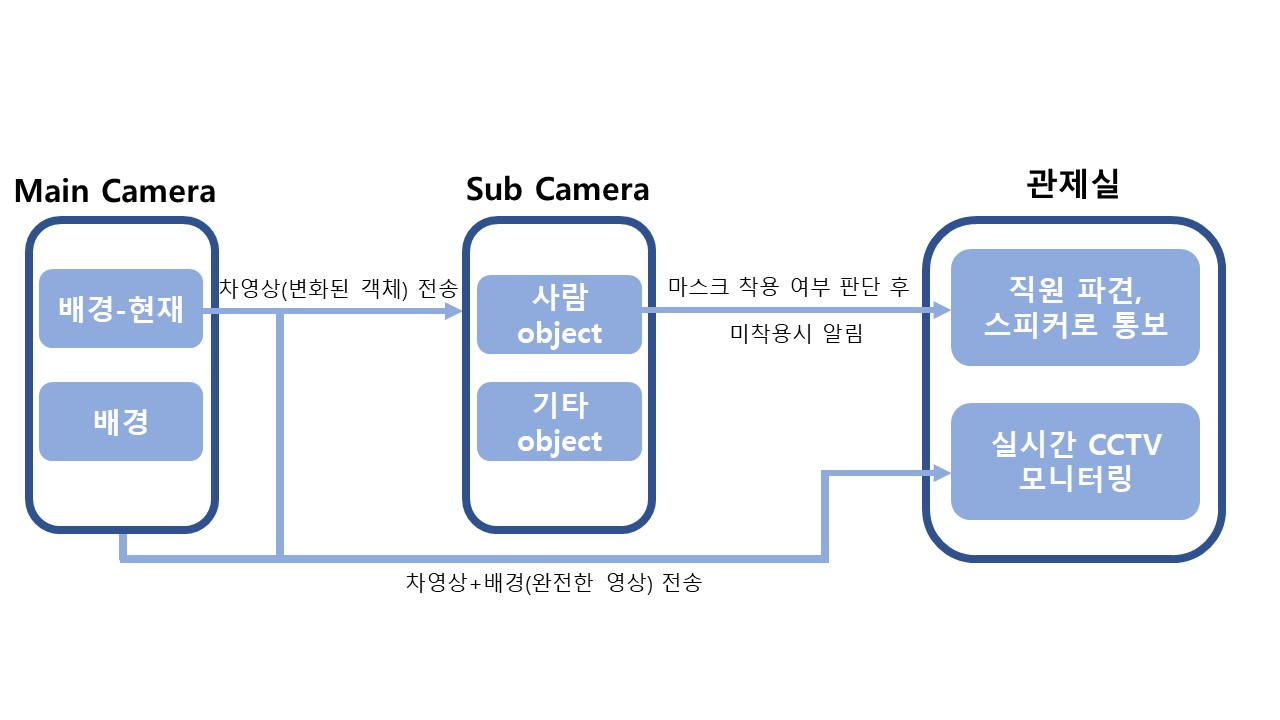 Main Camera
배경-현재
배경
차영상(변화된 객체) 전송
Sub Camera
사람
object
기타
object
마스크 착용 여부 판단 후
미착용시 알림
관제실
직원 파견,
스피커로 통보
실시간 CCTV
모니터링
차영상+배경(완전한 영상) 전송